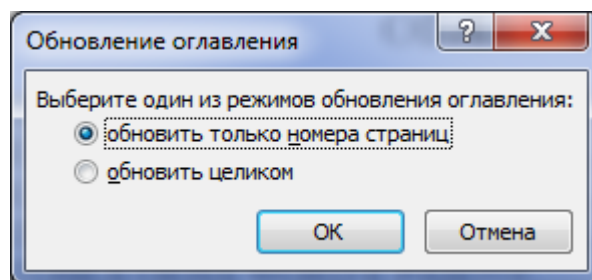 Обновление оглавления
Выберите один из режимов обновления оглавления:
обновить только номера страниц
обновить целиком
ОК Отмена